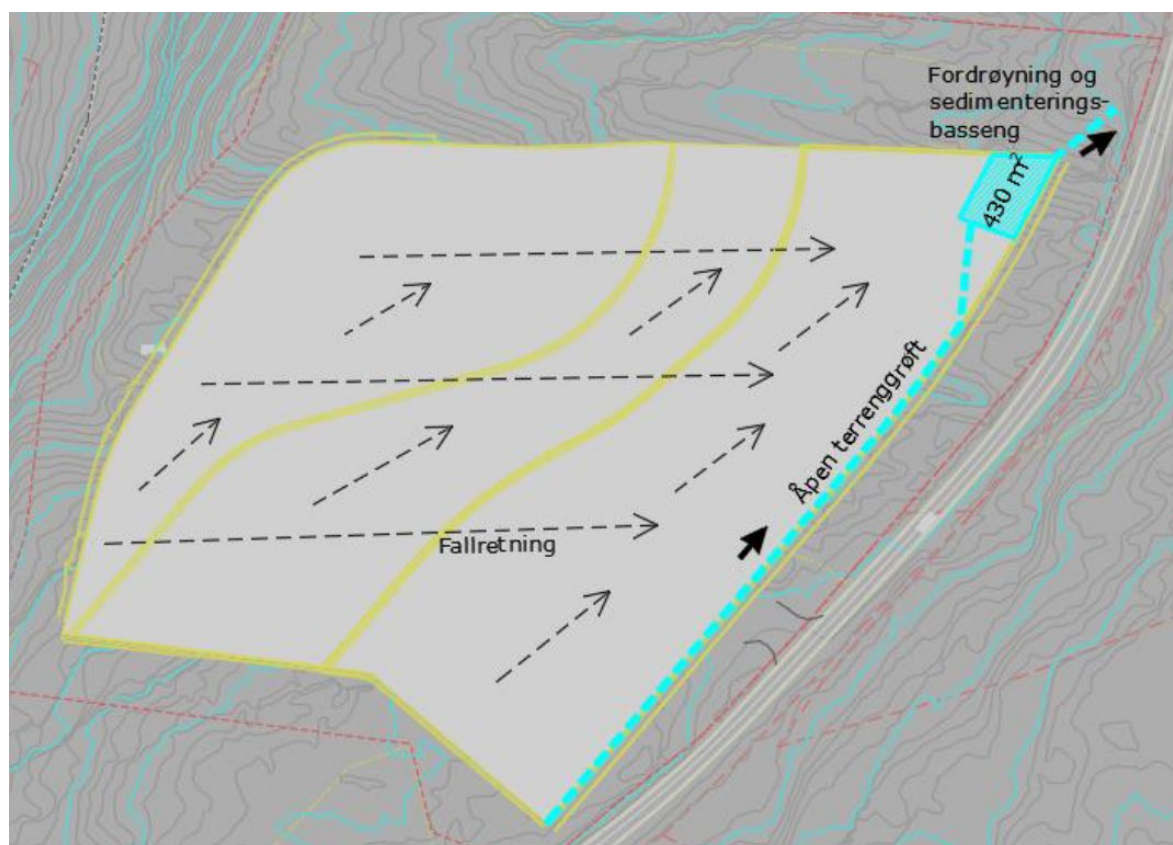 Fordrøyning og
sedimenterings-
basseng
430 m²
Åpen terrenggrøft
Fallretning